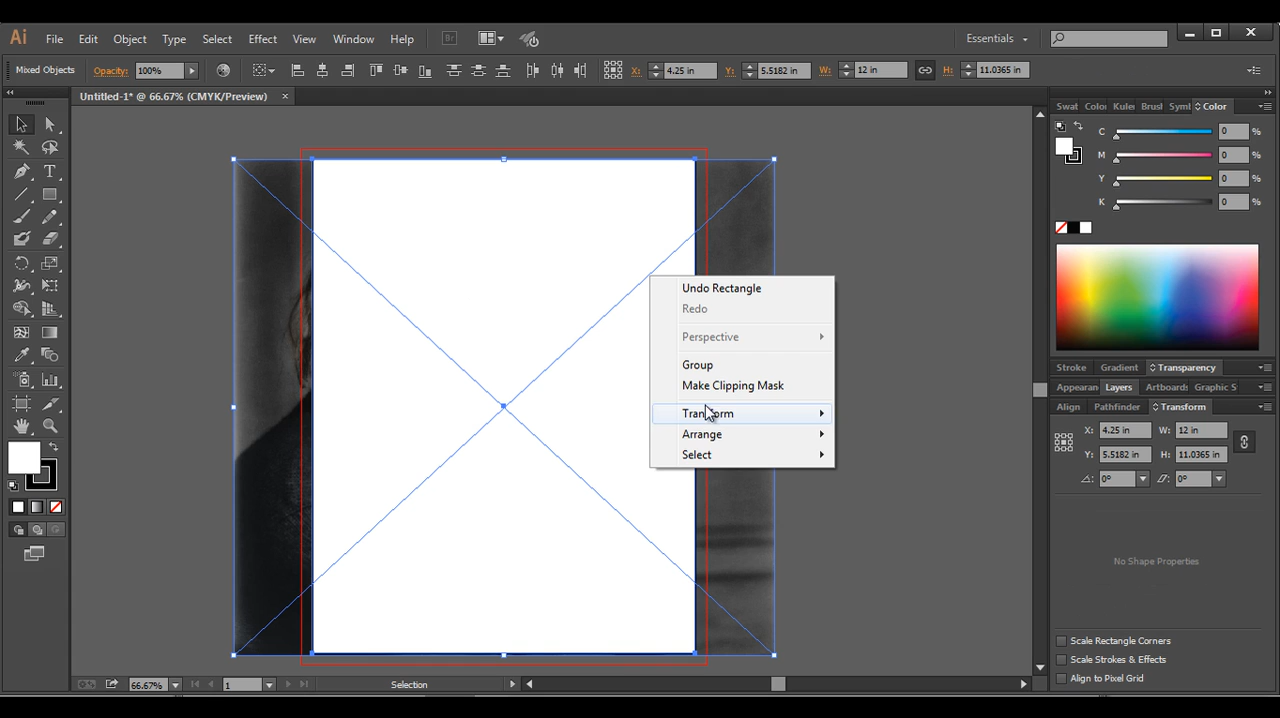 Ai File Edit Object Type Select Effect View Window Help Br Essentials
Mixed Objects Opacity: 100% X: 4.25 in Y: 5.5182 in W: 12 in H: 11.0365 in
Untitled-1* @ 66.67% (CMYK/Preview) ×
Swat Color Kuler Brush Symb Color
C 0 %
M 0 %
Y 0 %
K 0 %
Undo Rectangle
Redo
Perspective
Group
Make Clipping Mask
Transform
Arrange
Select
Stroke Gradient Transparency
Appearan Layers Artboards Graphic S
Align Pathfinder Transform
X: 4.25 in W: 12 in
Y: 5.5182 in H: 11.0365 in
0° 0°
No Shape Properties
Scale Rectangle Corners
Scale Strokes & Effects
Align to Pixel Grid
66.67% 1 Selection